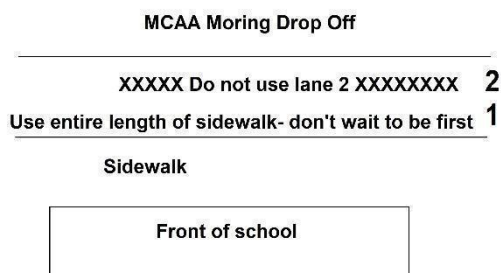 MCAA Moring Drop Off
XXXXX Do not use lane 2 XXXXXXXX 2
Use entire length of sidewalk- don't wait to be first 1
Sidewalk
Front of school